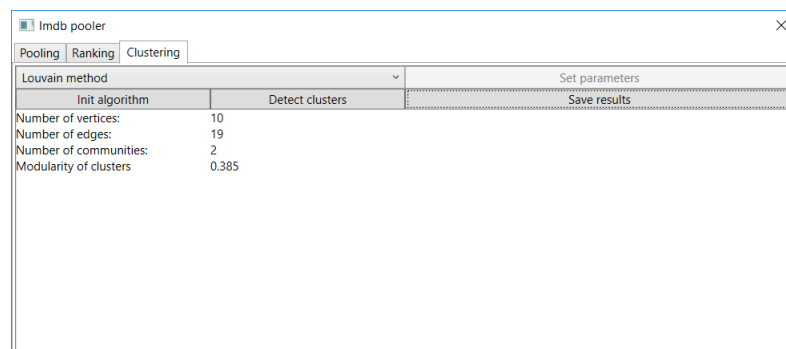 Imdb pooler
Pooling Ranking Clustering
Louvain method Set parameters
Init algorithm Detect clusters Save results
Number of vertices: 10
Number of edges: 19
Number of communities: 2
Modularity of clusters 0.385